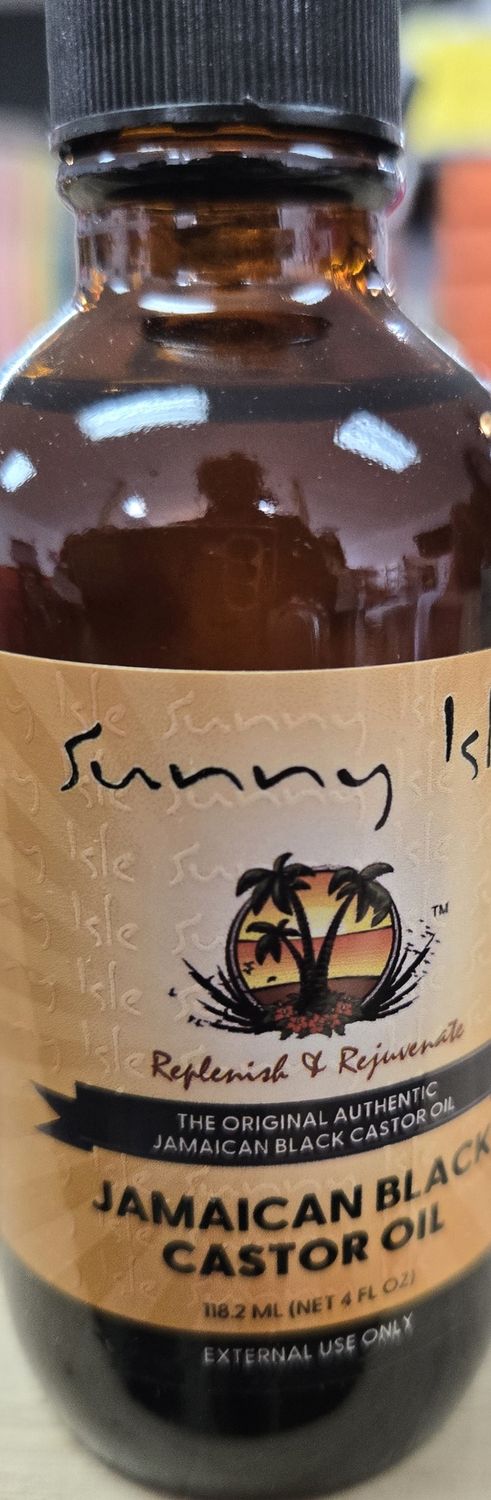 Sunny Isl
TM
Replenish & Rejuvenate
THE ORIGINAL AUTHENTIC
JAMAICAN BLACK CASTOR OIL
JAMAICAN BLACK
CASTOR OIL
118.2 ML (NET 4 FL OZ)
EXTERNAL USE ONLY